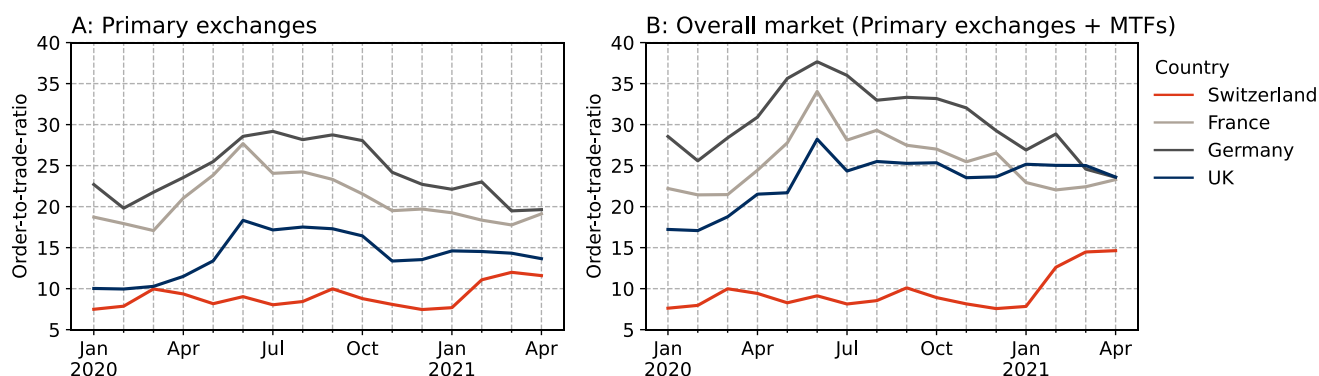 A: Primary exchanges
Order-to-trade-ratio
40
35
30
25
20
15
10
5
Jan
2020
Apr
Jul
Oct
Jan
2021
Apr
B: Overall market (Primary exchanges + MTFs)
Order-to-trade-ratio
40
35
30
25
20
15
10
5
Jan
2020
Apr
Jul
Oct
Jan
2021
Apr
Country
Switzerland
France
Germany
UK